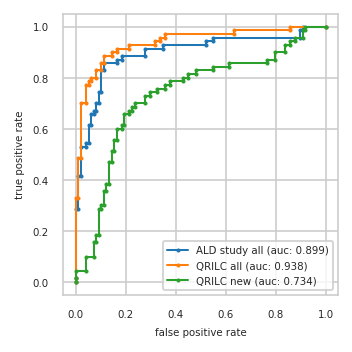 1.0
0.8
0.6
0.4
0.2
0.0
true positive rate
ALD study all (auc: 0.899)
QRILC all (auc: 0.938)
QRILC new (auc: 0.734)
0.0 0.2 0.4 0.6 0.8 1.0
false positive rate